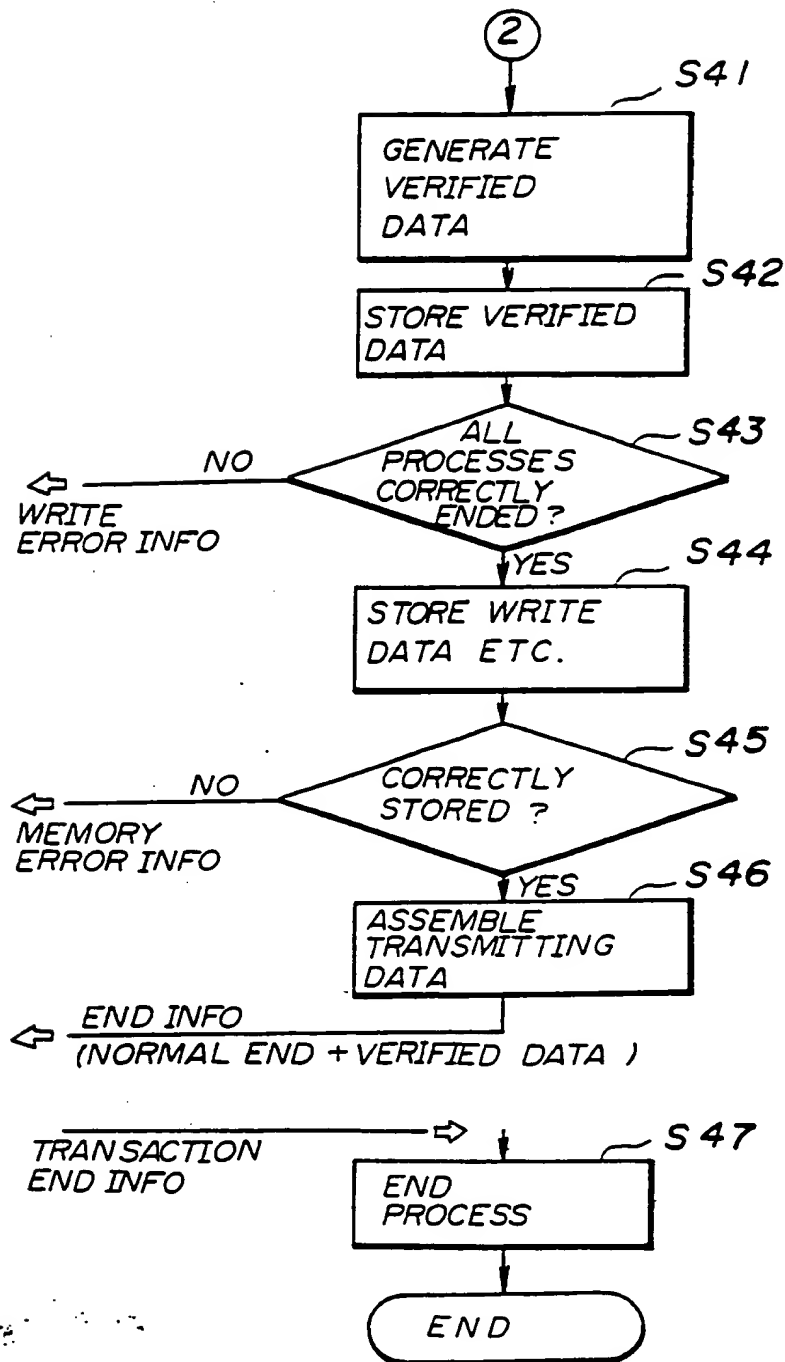 2
S41
GENERATE
VERIFIED
DATA
S42
STORE VERIFIED
DATA
S43
ALL
PROCESSES
CORRECTLY
ENDED ?
NO
WRITE
ERROR INFO
YES
S44
STORE WRITE
DATA ETC.
S45
CORRECTLY
STORED ?
NO
MEMORY
ERROR INFO
YES
S46
ASSEMBLE
TRANSMITTING
DATA
END INFO
(NORMAL END + VERIFIED DATA )
TRANSACTION
END INFO
S47
END
PROCESS
END